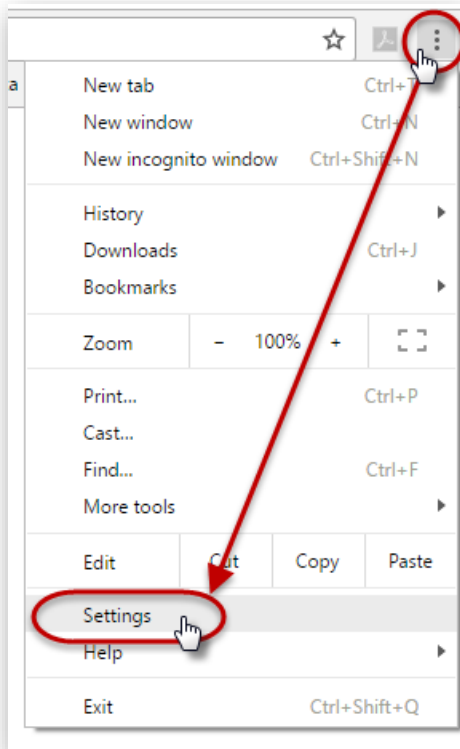 a
New tab Ctrl+T
New window Ctrl+N
New incognito window Ctrl+Shift+N
History
Downloads Ctrl+J
Bookmarks
Zoom - 100% +
Print... Ctrl+P
Cast...
Find... Ctrl+F
More tools
Edit Cut Copy Paste
Settings
Help
Exit Ctrl+Shift+Q